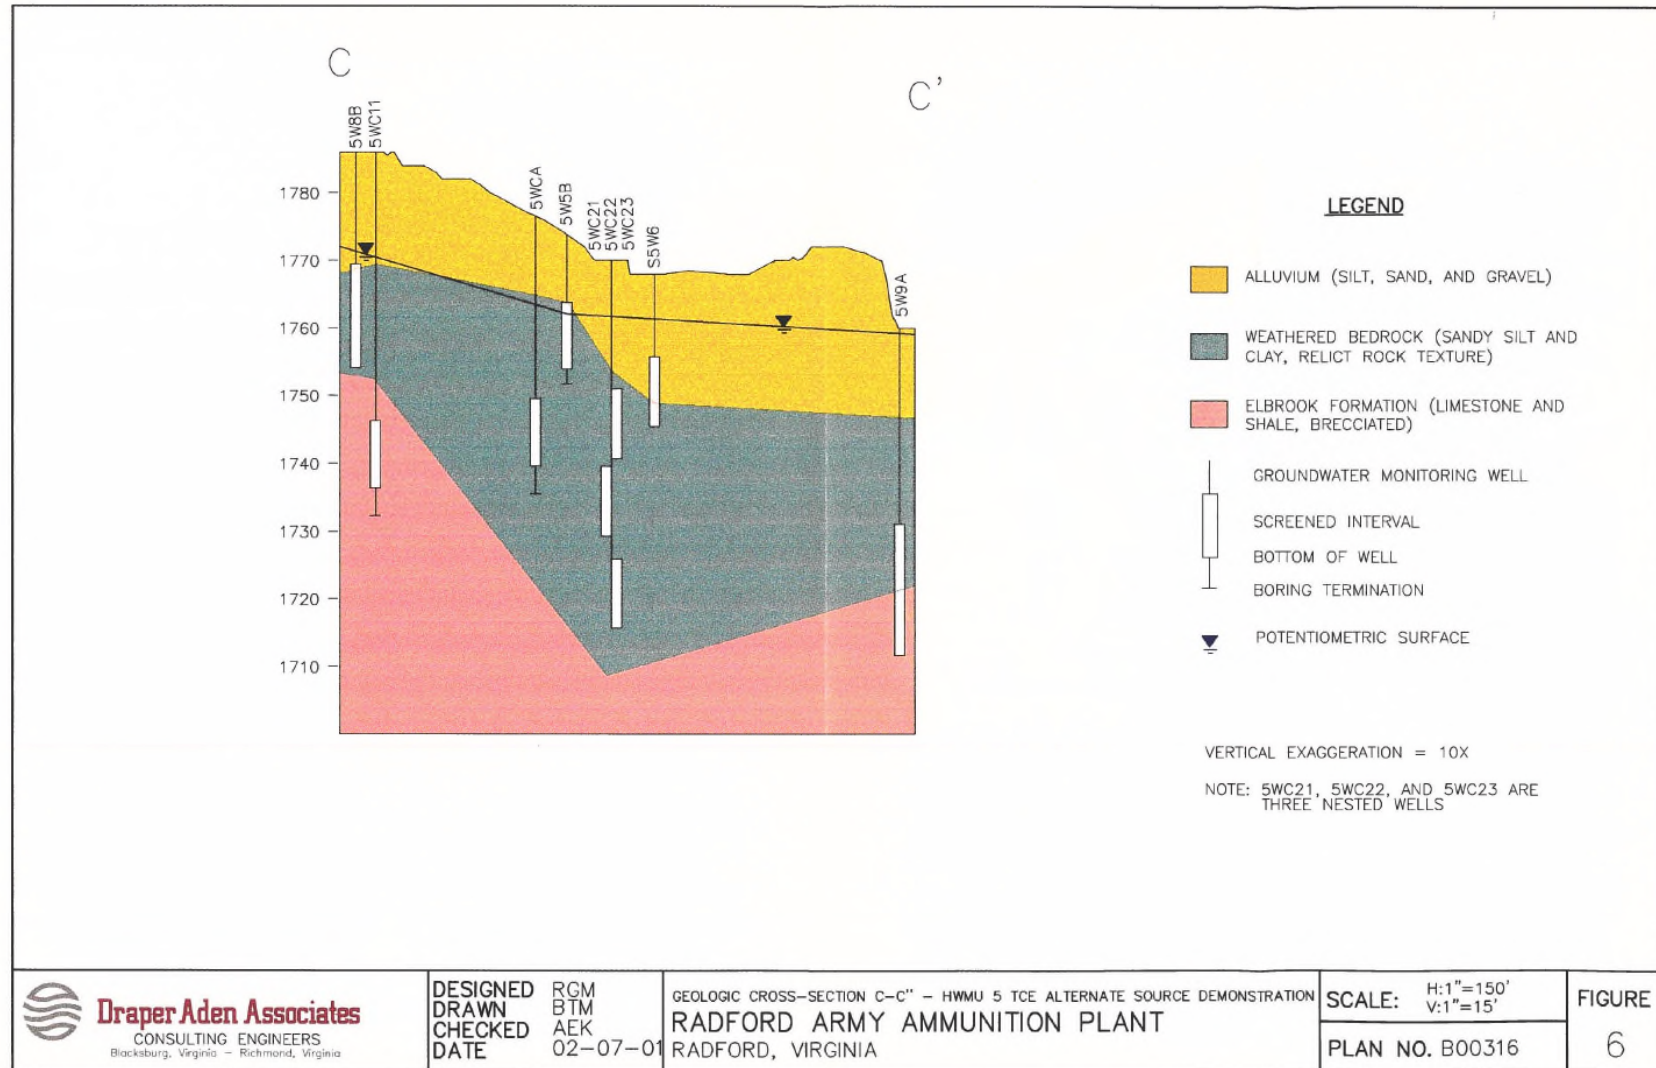 C
C'
5W8B
5WC11
5WCA
5W5B
5WC21
5WC22
5WC23
S5W6
5W9A
1780
1770
1760
1750
1740
1730
1720
1710
LEGEND
ALLUVIUM (SILT, SAND, AND GRAVEL)
WEATHERED BEDROCK (SANDY SILT AND
CLAY, RELICT ROCK TEXTURE)
ELBROOK FORMATION (LIMESTONE AND
SHALE, BRECCIATED)
GROUNDWATER MONITORING WELL
SCREENED INTERVAL
BOTTOM OF WELL
BORING TERMINATION
POTENTIOMETRIC SURFACE
VERTICAL EXAGGERATION = 10X
NOTE: 5WC21, 5WC22, AND 5WC23 ARE
THREE NESTED WELLS
Draper Aden Associates
CONSULTING ENGINEERS
Blacksburg, Virginia - Richmond, Virginia
DESIGNED RGM
DRAWN BTM
CHECKED AEK
DATE 02-07-01
GEOLOGIC CROSS-SECTION C-C" - HWMU 5 TCE ALTERNATE SOURCE DEMONSTRATION
RADFORD ARMY AMMUNITION PLANT
RADFORD, VIRGINIA
SCALE: H:1"=150'
V:1"=15'
PLAN NO. B00316
FIGURE
6